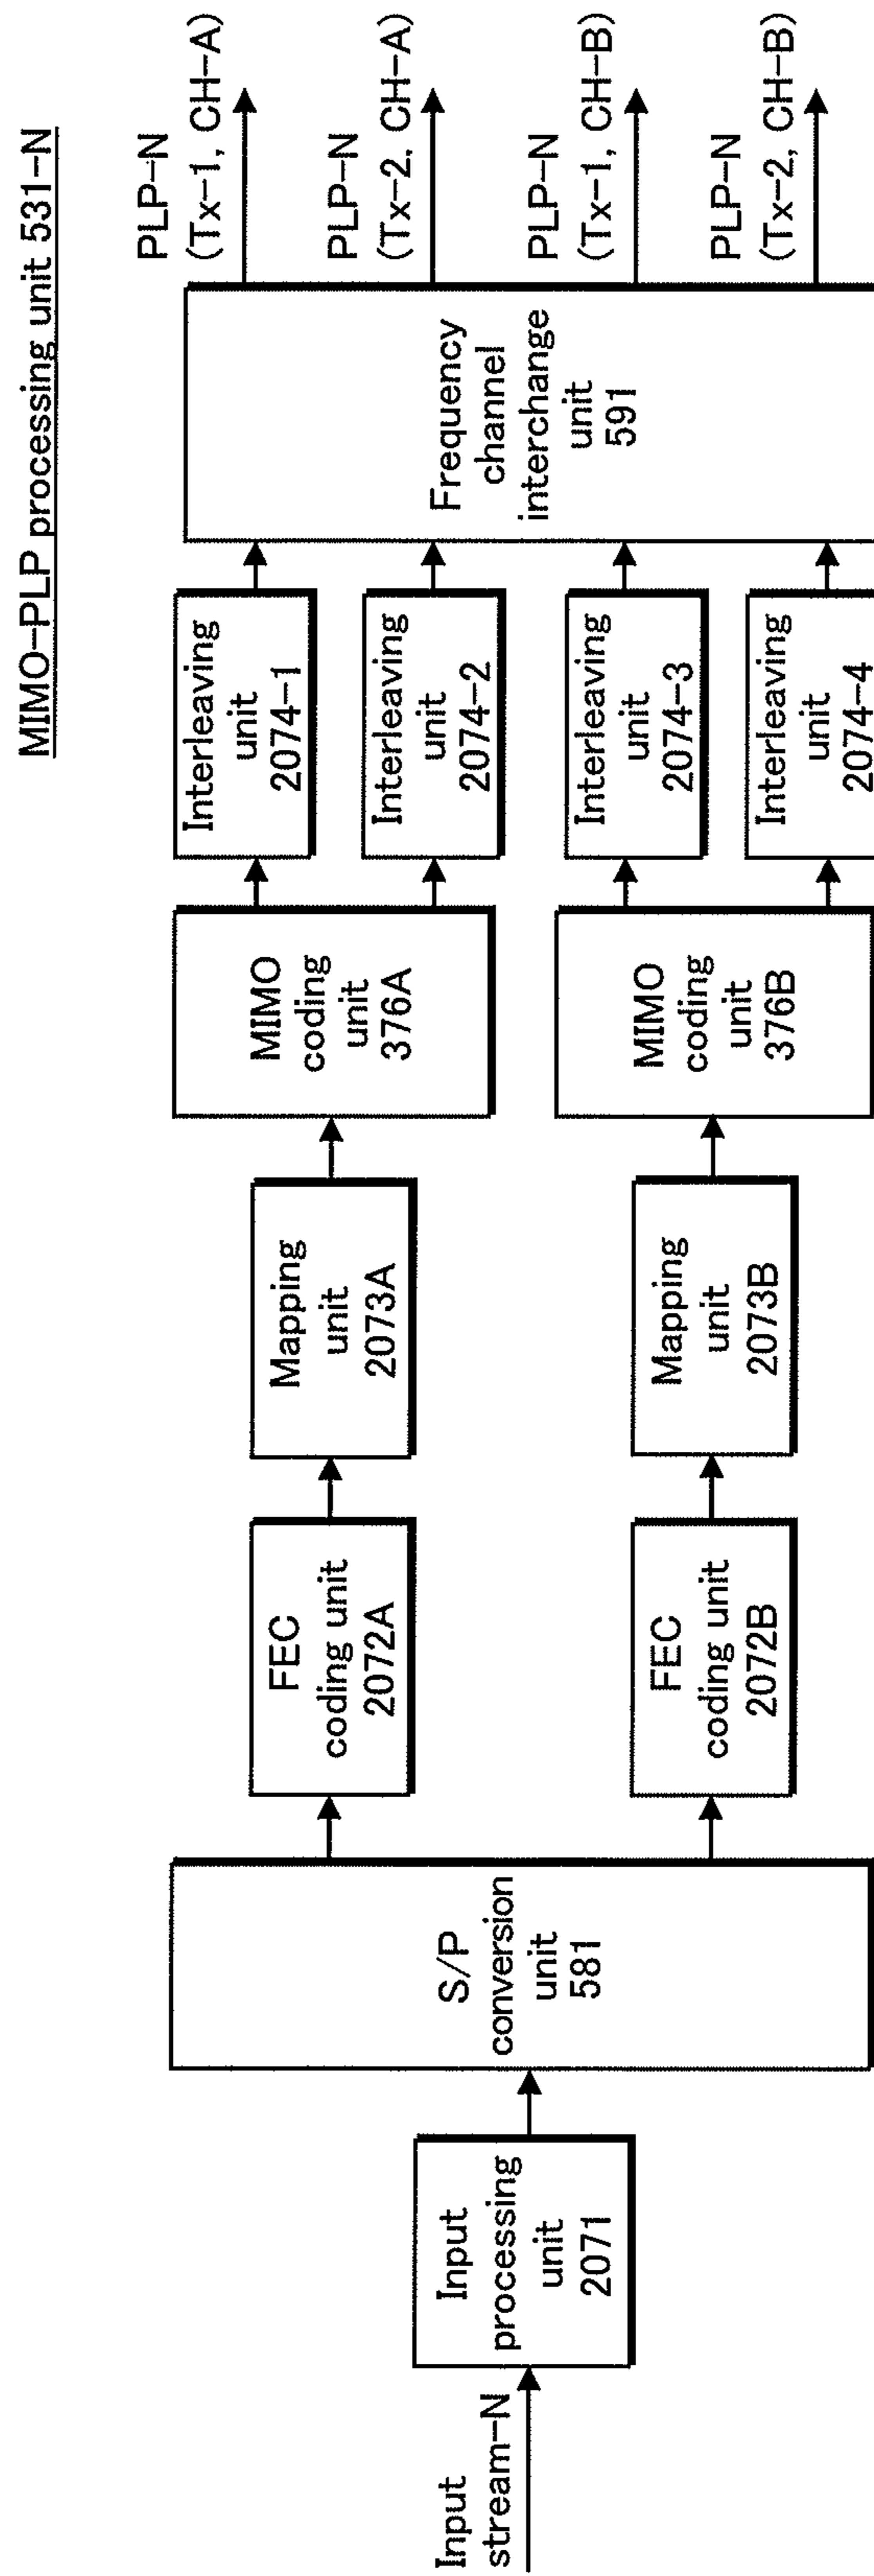 MIMO-PLP processing unit 531-N
Input
stream-N
Input
processing
unit
2071
S/P
conversion
unit
581
FEC
coding unit
2072A
Mapping
unit
2073A
MIMO
coding
unit
376A
Interleaving
unit
2074-1
Interleaving
unit
2074-2
FEC
coding unit
2072B
Mapping
unit
2073B
MIMO
coding
unit
376B
Interleaving
unit
2074-3
Interleaving
unit
2074-4
Frequency
channel
interchange
unit
591
PLP-N
(Tx-1, CH-A)
PLP-N
(Tx-2, CH-A)
PLP-N
(Tx-1, CH-B)
PLP-N
(Tx-2, CH-B)